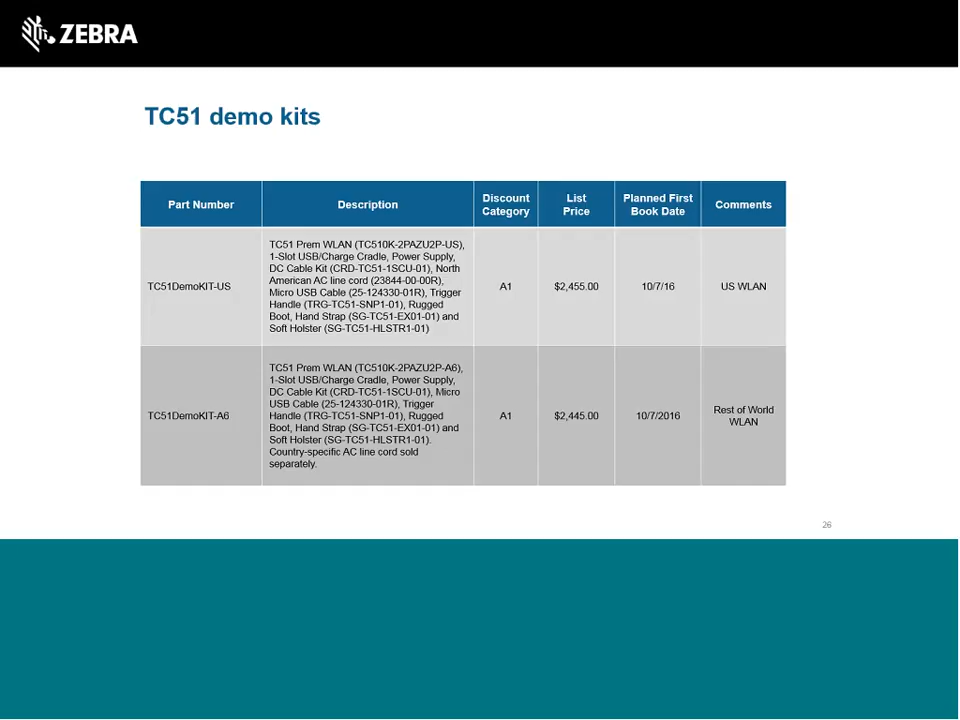 ZEBRA
TC51 demo kits
Part Number
Description
Discount
Category
List
Price
Planned First
Book Date
Comments
TC51DemoKIT-US
TC51 Prem WLAN (TC510K-2PAZU2P-US),
1-Slot USB/Charge Cradle, Power Supply,
DC Cable Kit (CRD-TC51-1SCU-01), North
American AC line cord (23844-00-00R),
Micro USB Cable (25-124330-01R), Trigger
Handle (TRG-TC51-SNP1-01), Rugged
Boot, Hand Strap (SG-TC51-EX01-01) and
Soft Holster (SG-TC51-HLSTR1-01)
A1
$2,455.00
10/7/16
US WLAN
TC51DemoKIT-A6
TC51 Prem WLAN (TC510K-2PAZU2P-A6),
1-Slot USB/Charge Cradle, Power Supply,
DC Cable Kit (CRD-TC51-1SCU-01), Micro
USB Cable (25-124330-01R), Trigger
Handle (TRG-TC51-SNP1-01), Rugged
Boot, Hand Strap (SG-TC51-EX01-01) and
Soft Holster (SG-TC51-HLSTR1-01).
Country-specific AC line cord sold
separately.
A1
$2,445.00
10/7/2016
Rest of World
WLAN
26